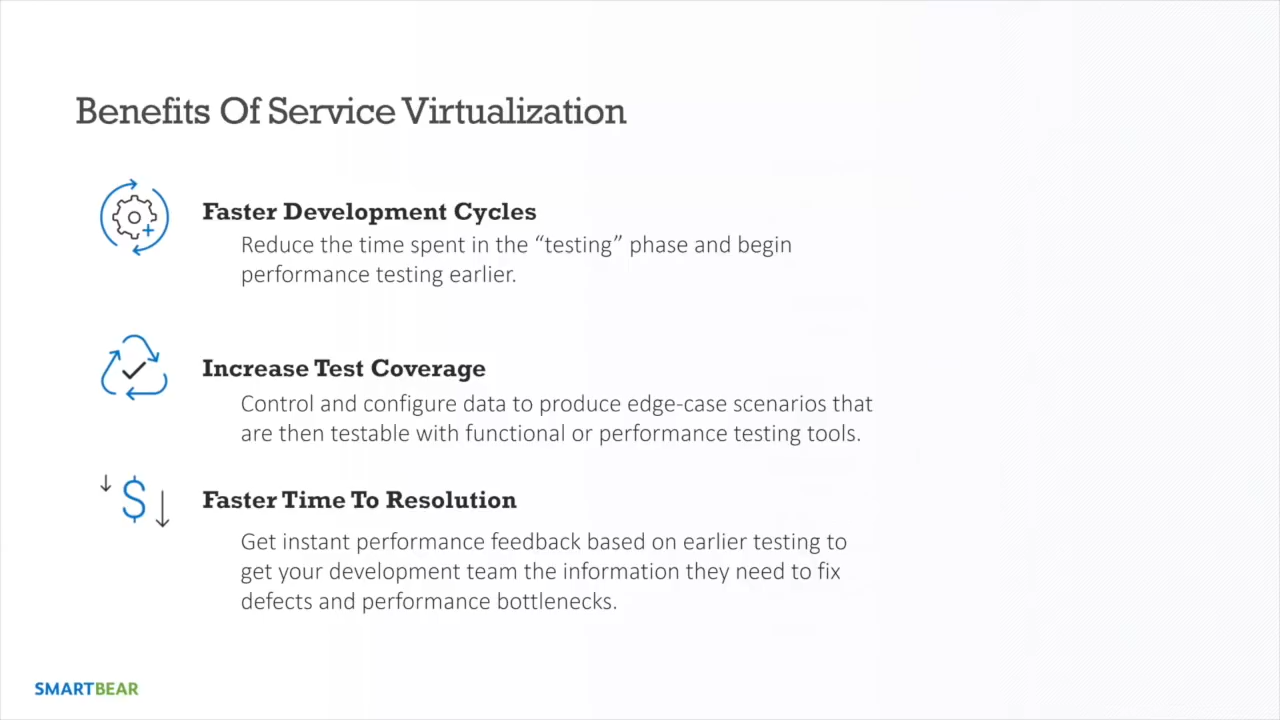 Benefits Of Service Virtualization
Faster Development Cycles
Reduce the time spent in the “testing” phase and begin
performance testing earlier.
Increase Test Coverage
Control and configure data to produce edge-case scenarios that
are then testable with functional or performance testing tools.
$
Faster Time To Resolution
Get instant performance feedback based on earlier testing to
get your development team the information they need to fix
defects and performance bottlenecks.
SMARTBEAR